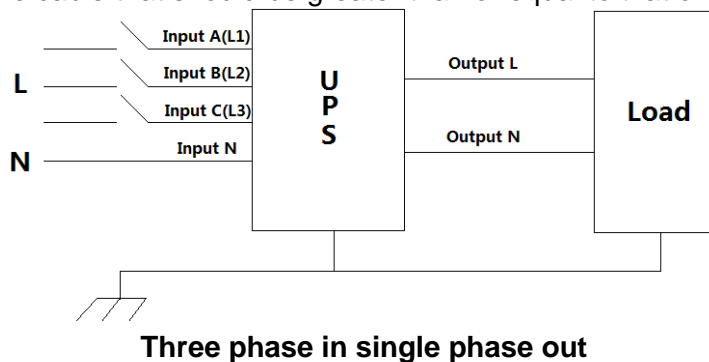 Input A(L1)
L
Input B(L2)
Input C(L3)
N
Input N
U
P
S
Output L
Output N
Load
Three phase in single phase out